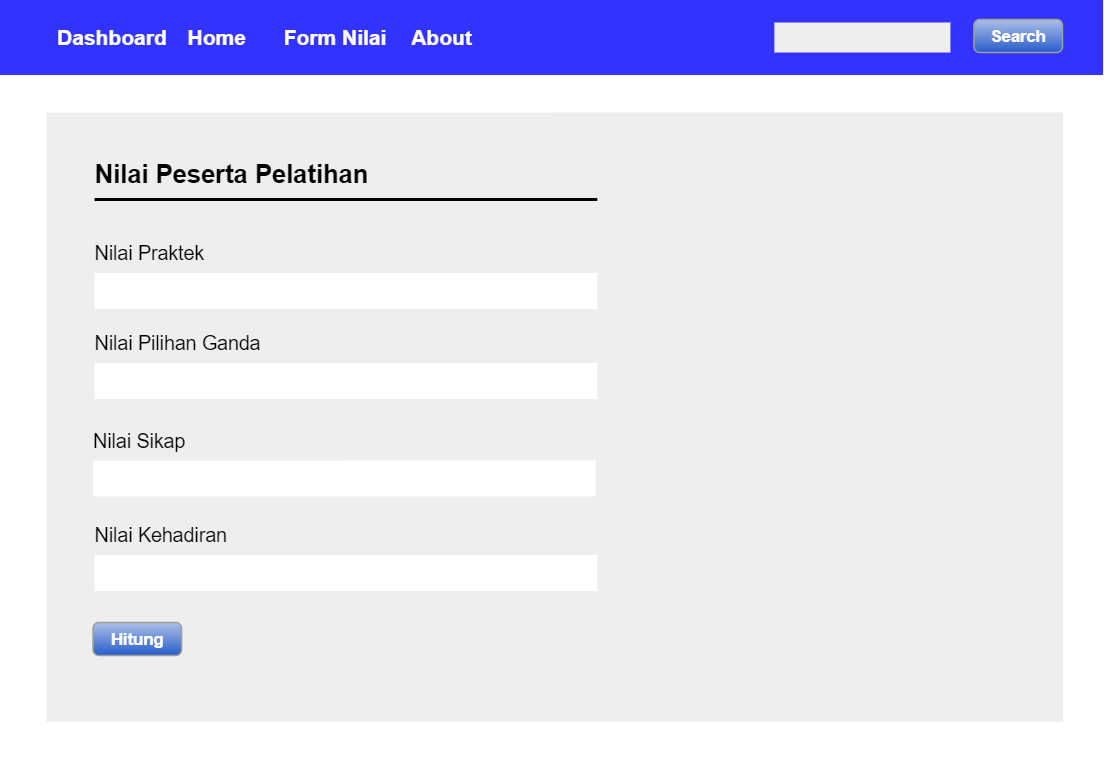 Dashboard Home Form Nilai About Search
Nilai Peserta Pelatihan
Nilai Praktek
Nilai Pilihan Ganda
Nilai Sikap
Nilai Kehadiran
Hitung